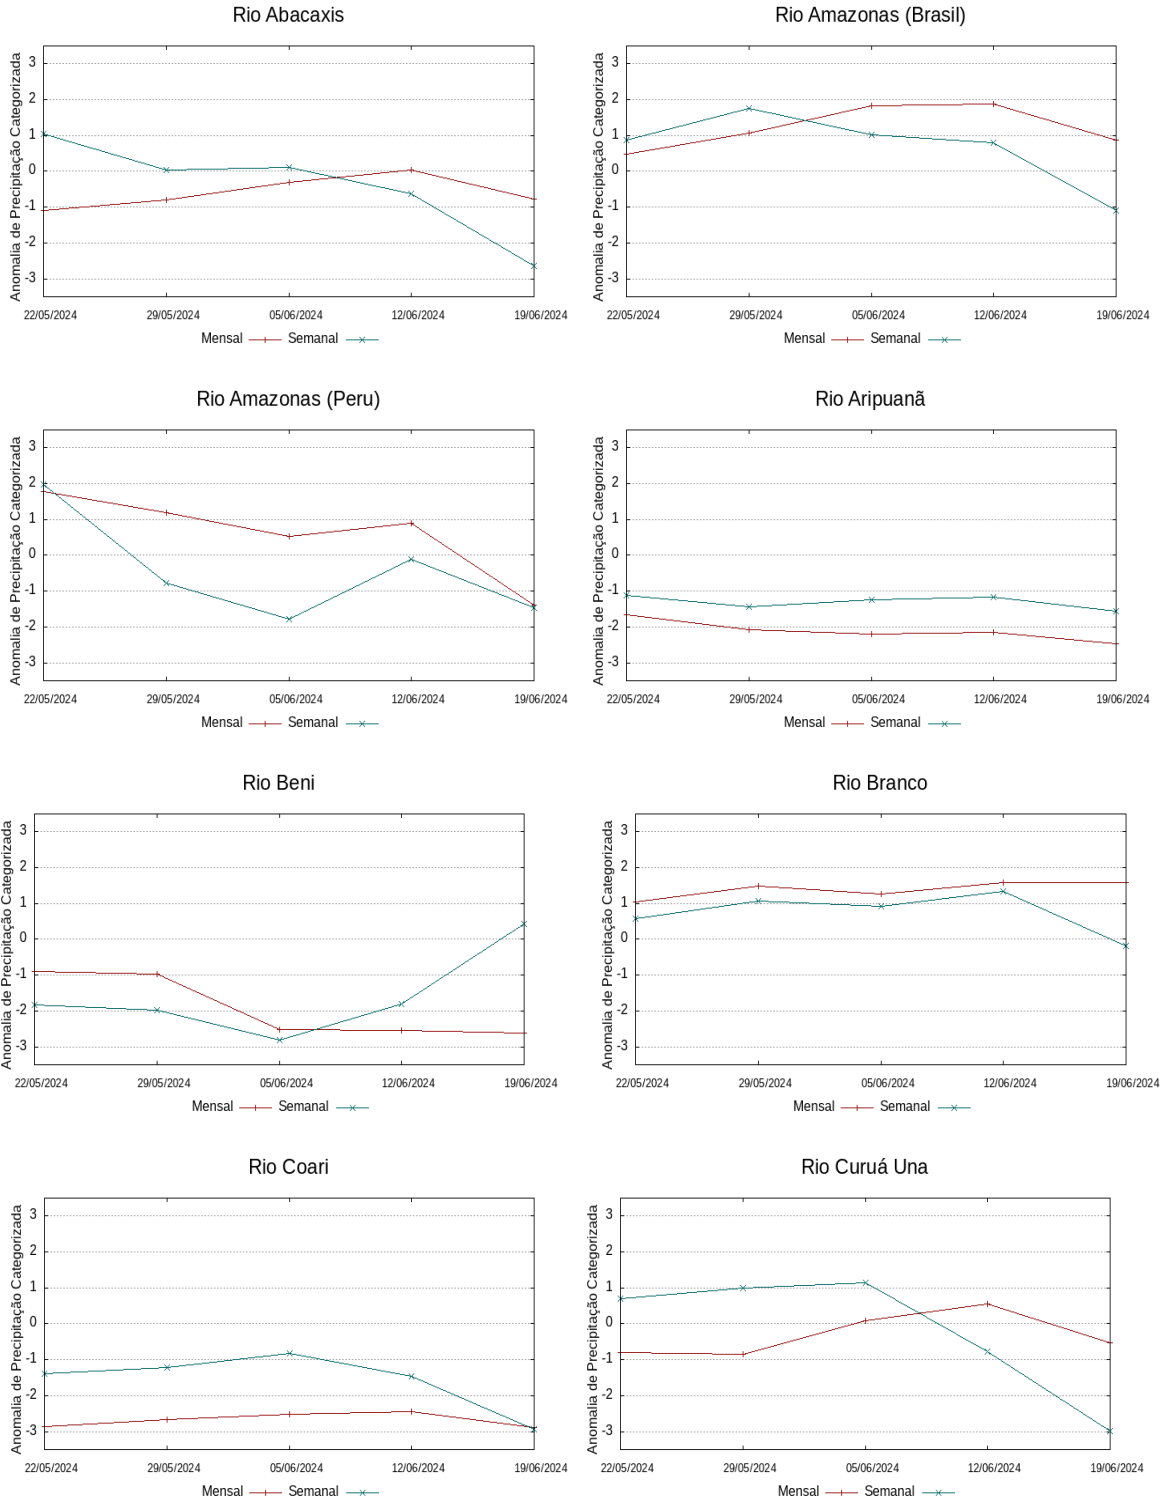 Rio Abacaxis
Anomalia de Precipitação Categorizada
3
2
1
0
-1
-2
-3
22/05/2024 29/05/2024 05/06/2024 12/06/2024 19/06/2024
Mensal Semanal
Rio Amazonas (Brasil)
Anomalia de Precipitação Categorizada
3
2
1
0
-1
-2
-3
22/05/2024 29/05/2024 05/06/2024 12/06/2024 19/06/2024
Mensal Semanal
Rio Amazonas (Peru)
Anomalia de Precipitação Categorizada
3
2
1
0
-1
-2
-3
22/05/2024 29/05/2024 05/06/2024 12/06/2024 19/06/2024
Mensal Semanal
Rio Aripuanã
Anomalia de Precipitação Categorizada
3
2
1
0
-1
-2
-3
22/05/2024 29/05/2024 05/06/2024 12/06/2024 19/06/2024
Mensal Semanal
Rio Beni
Anomalia de Precipitação Categorizada
3
2
1
0
-1
-2
-3
22/05/2024 29/05/2024 05/06/2024 12/06/2024 19/06/2024
Mensal Semanal
Rio Branco
Anomalia de Precipitação Categorizada
3
2
1
0
-1
-2
-3
22/05/2024 29/05/2024 05/06/2024 12/06/2024 19/06/2024
Mensal Semanal
Rio Coari
Anomalia de Precipitação Categorizada
3
2
1
0
-1
-2
-3
22/05/2024 29/05/2024 05/06/2024 12/06/2024 19/06/2024
Mensal Semanal
Rio Curuá Una
Anomalia de Precipitação Categorizada
3
2
1
0
-1
-2
-3
22/05/2024 29/05/2024 05/06/2024 12/06/2024 19/06/2024
Mensal Semanal